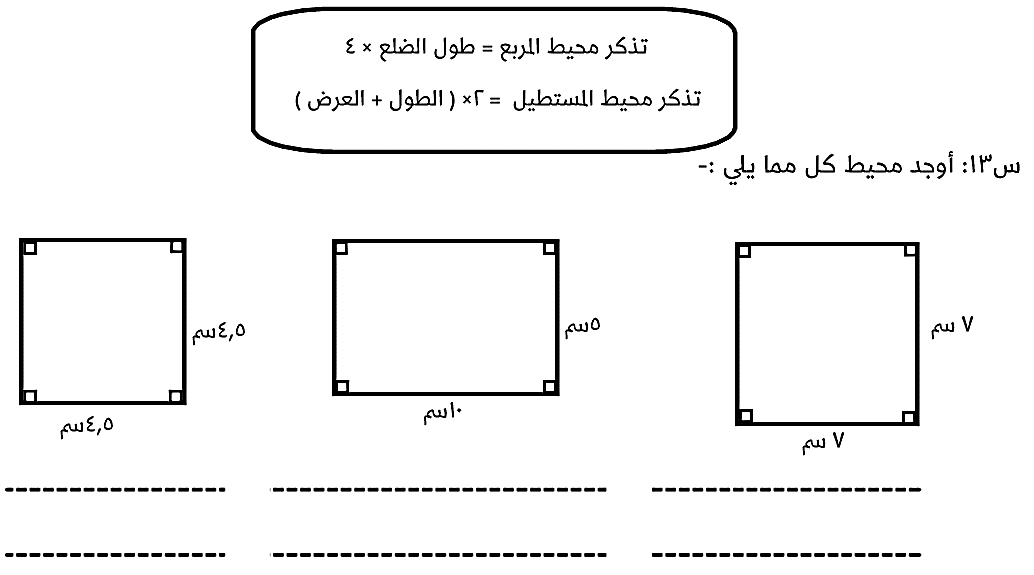 تذكر محيط المربع = طول الضلع × ٤
تذكر محيط المستطيل = ٢× ( الطول + العرض )
س١٣: أوجد محيط كل مما يلي :-
٧ سم
٧ سم
٥سم
١٠سم
٤,٥سم
٤,٥سم